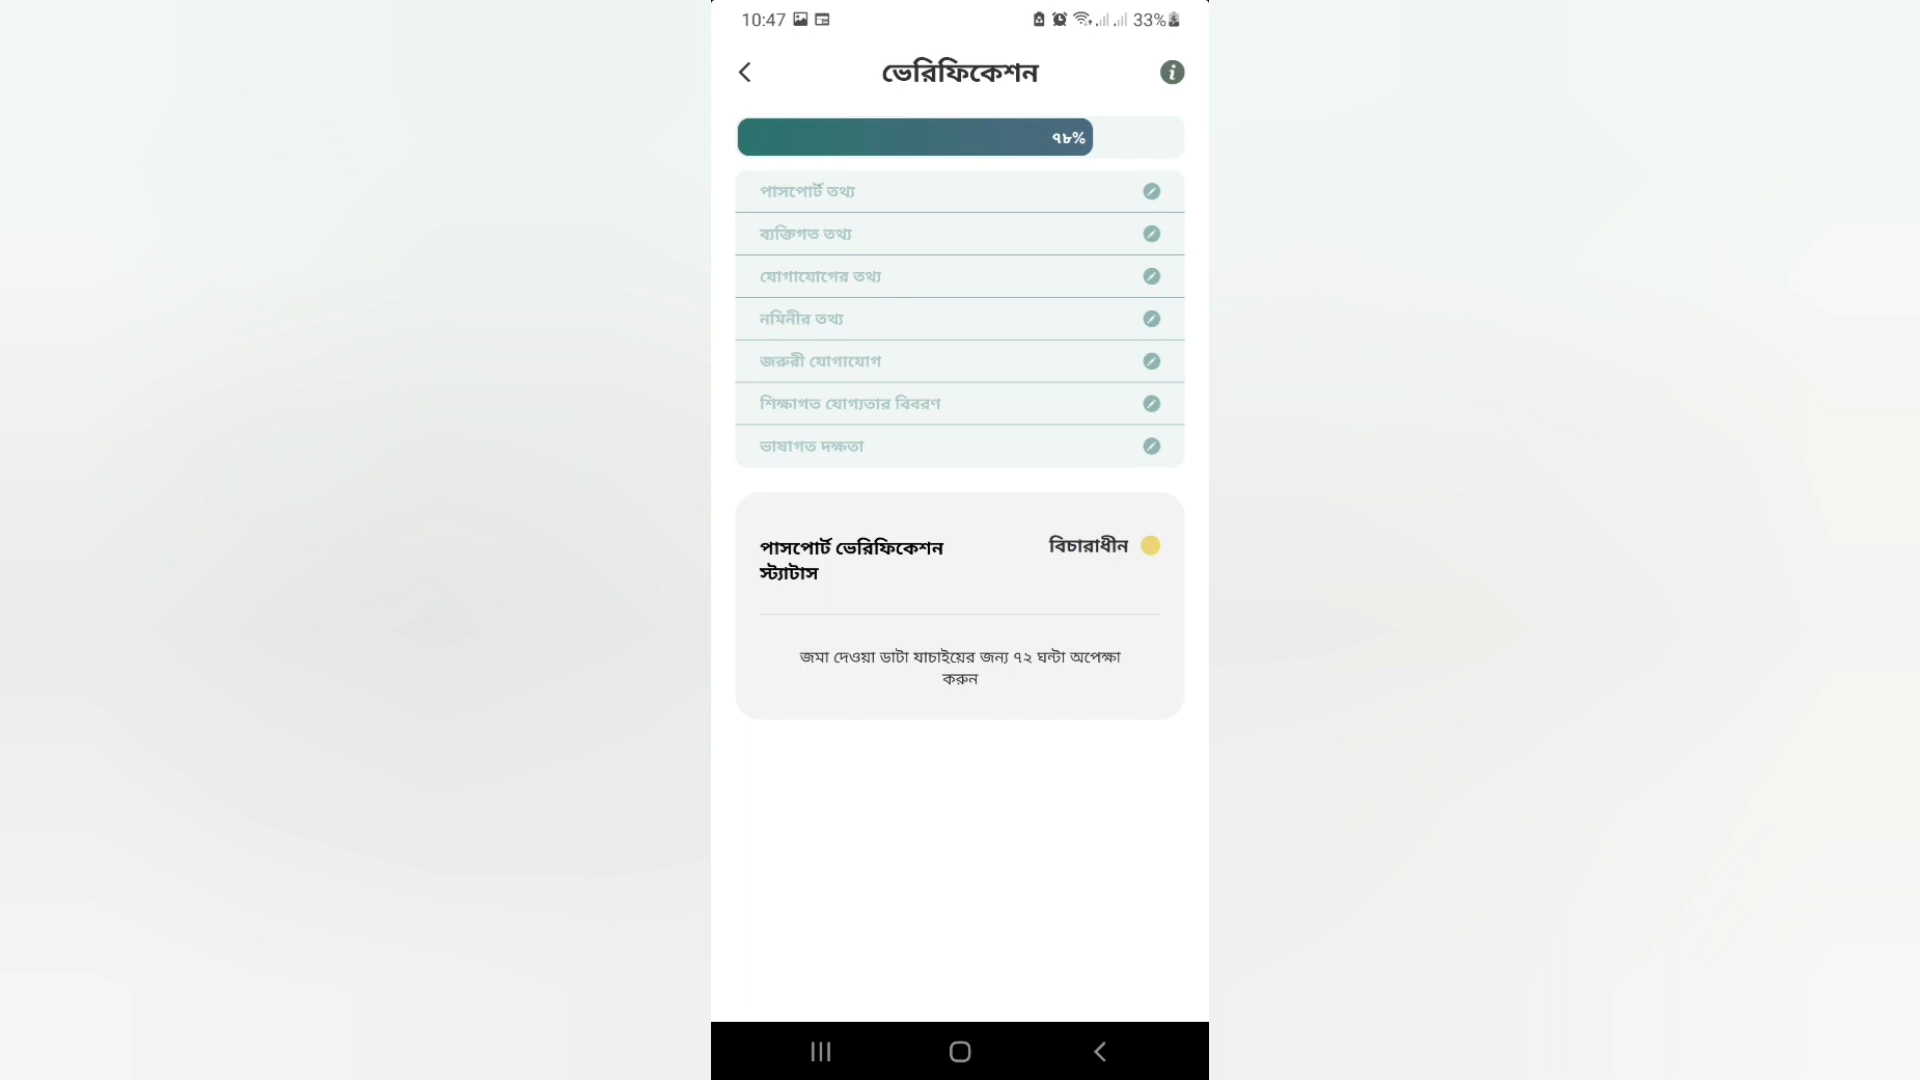 10:47 33%
ভেরিফিকেশন
৭৮%
পাসপোর্ট তথ্য
ব্যক্তিগত তথ্য
যোগাযোগের তথ্য
নমিনীর তথ্য
জরুরী যোগাযোগ
শিক্ষাগত যোগ্যতার বিবরণ
ভাষাগত দক্ষতা
পাসপোর্ট ভেরিফিকেশন
স্ট্যাটাস
বিচারাধীন
জমা দেওয়া ডাটা যাচাইয়ের জন্য ৭২ ঘন্টা অপেক্ষা
করুন